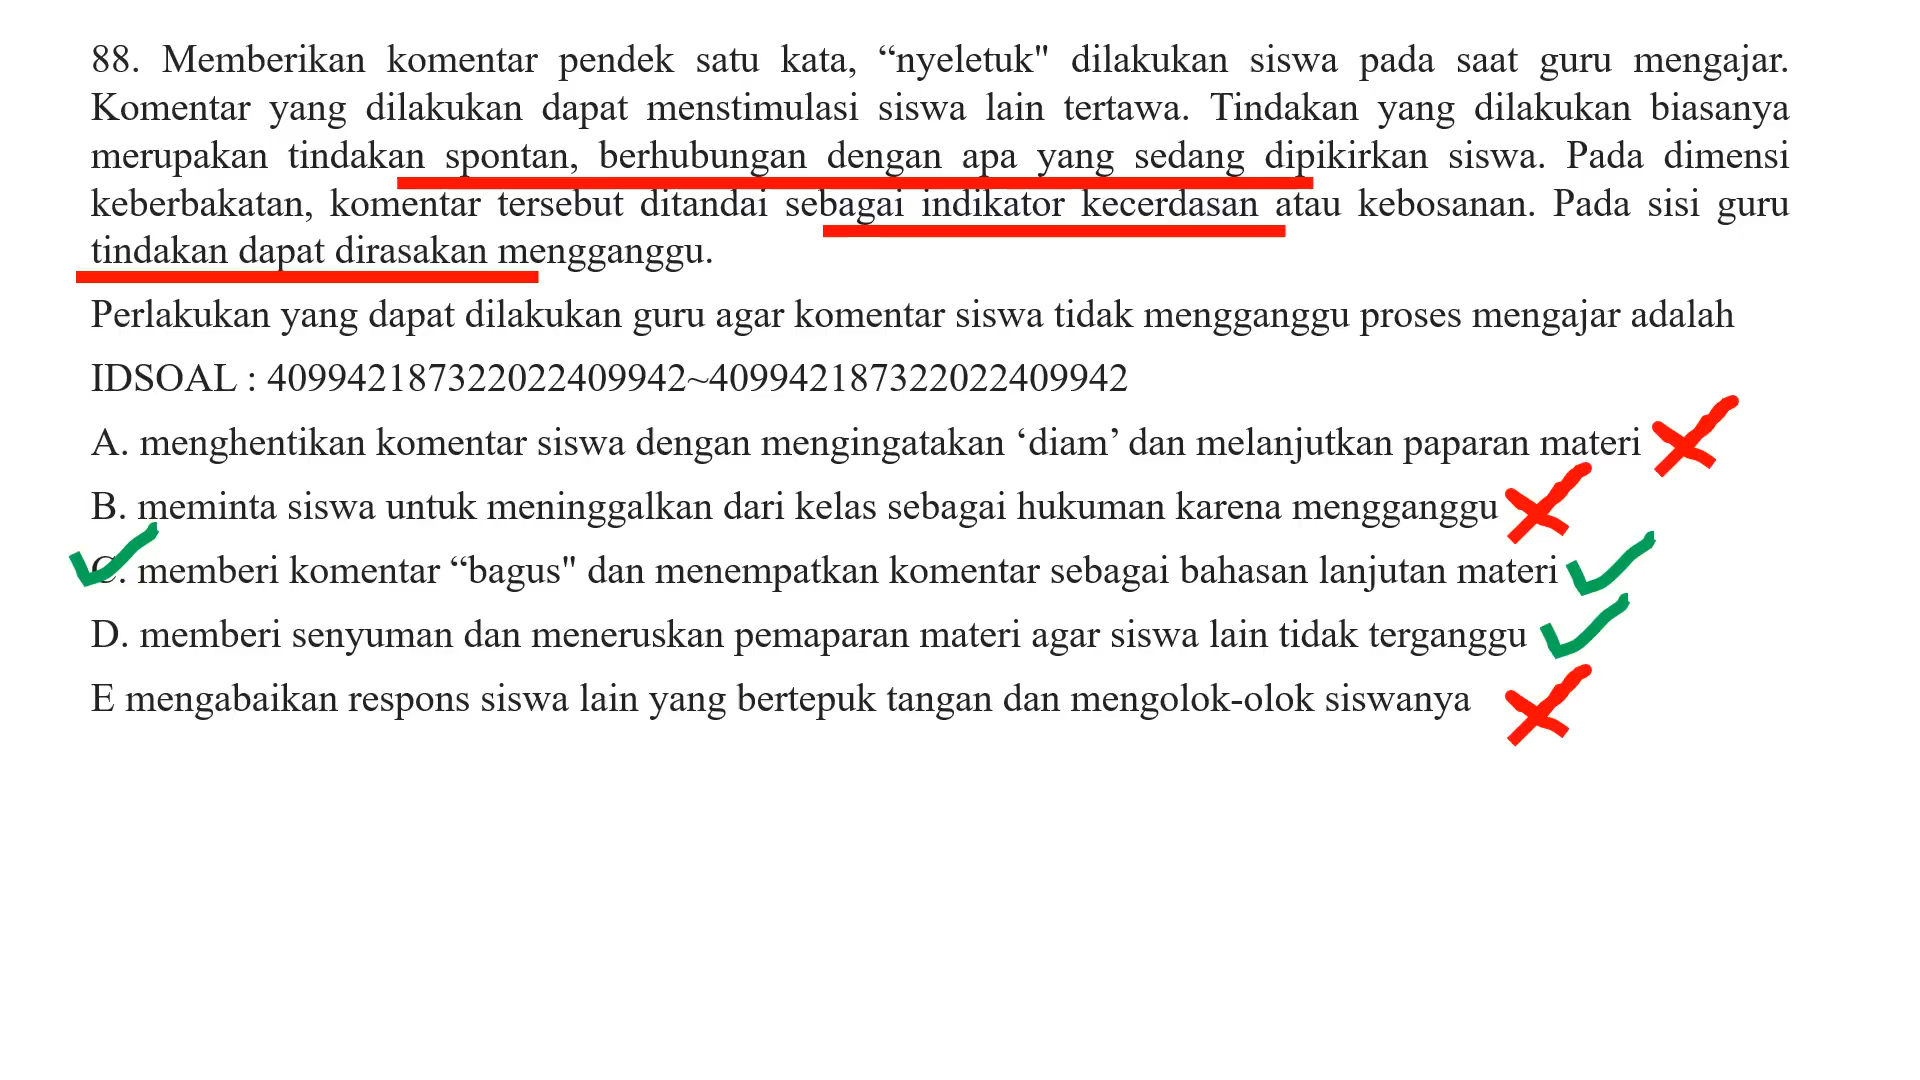 88. Memberikan komentar pendek satu kata, “nyeletuk" dilakukan siswa pada saat guru mengajar.
Komentar yang dilakukan dapat menstimulasi siswa lain tertawa. Tindakan yang dilakukan biasanya
merupakan tindakan spontan, berhubungan dengan apa yang sedang dipikirkan siswa. Pada dimensi
keberbakatan, komentar tersebut ditandai sebagai indikator kecerdasan atau kebosanan. Pada sisi guru
tindakan dapat dirasakan mengganggu.
Perlakukan yang dapat dilakukan guru agar komentar siswa tidak mengganggu proses mengajar adalah
IDSOAL : 409942187322022409942~409942187322022409942
A. menghentikan komentar siswa dengan mengingatakan ‘diam’ dan melanjutkan paparan materi
B. meminta siswa untuk meninggalkan dari kelas sebagai hukuman karena mengganggu
C. memberi komentar “bagus" dan menempatkan komentar sebagai bahasan lanjutan materi
D. memberi senyuman dan meneruskan pemaparan materi agar siswa lain tidak terganggu
E mengabaikan respons siswa lain yang bertepuk tangan dan mengolok-olok siswanya